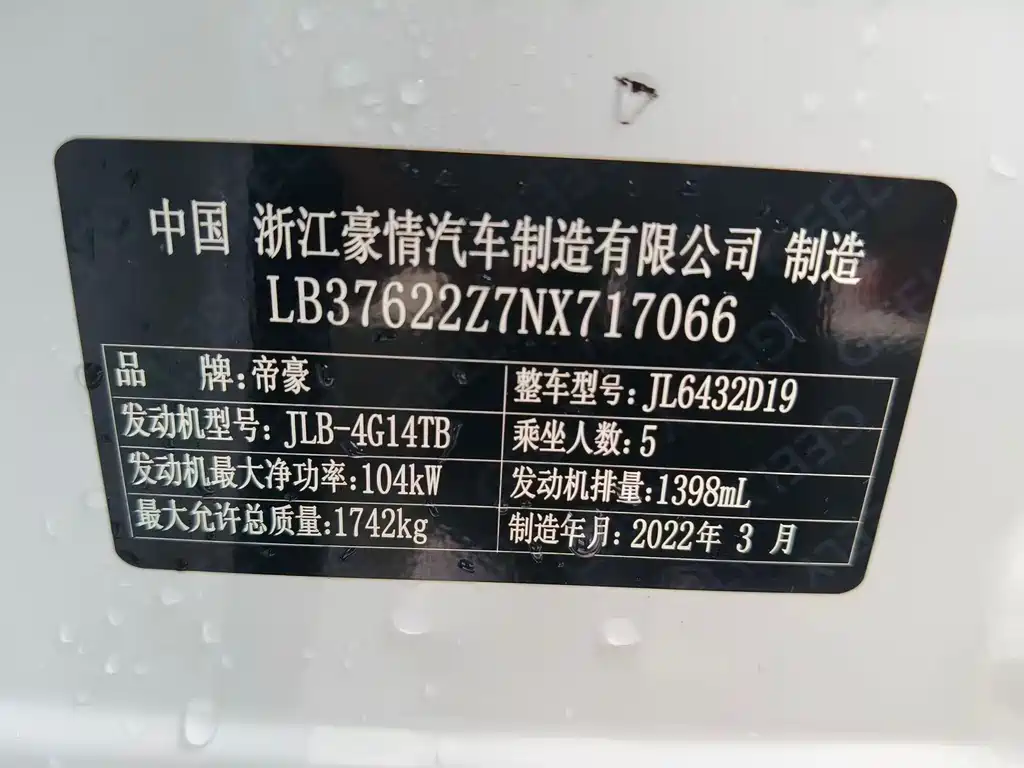 中国 浙江豪情汽车制造有限公司 制造
LB37622Z7NX717066
品 牌:帝豪 整车型号:JL6432D19
发动机型号:JLB-4G14TB 乘坐人数:5
发动机最大净功率:104kW 发动机排量:1398mL
最大允许总质量:1742kg 制造年月:2022年 3 月